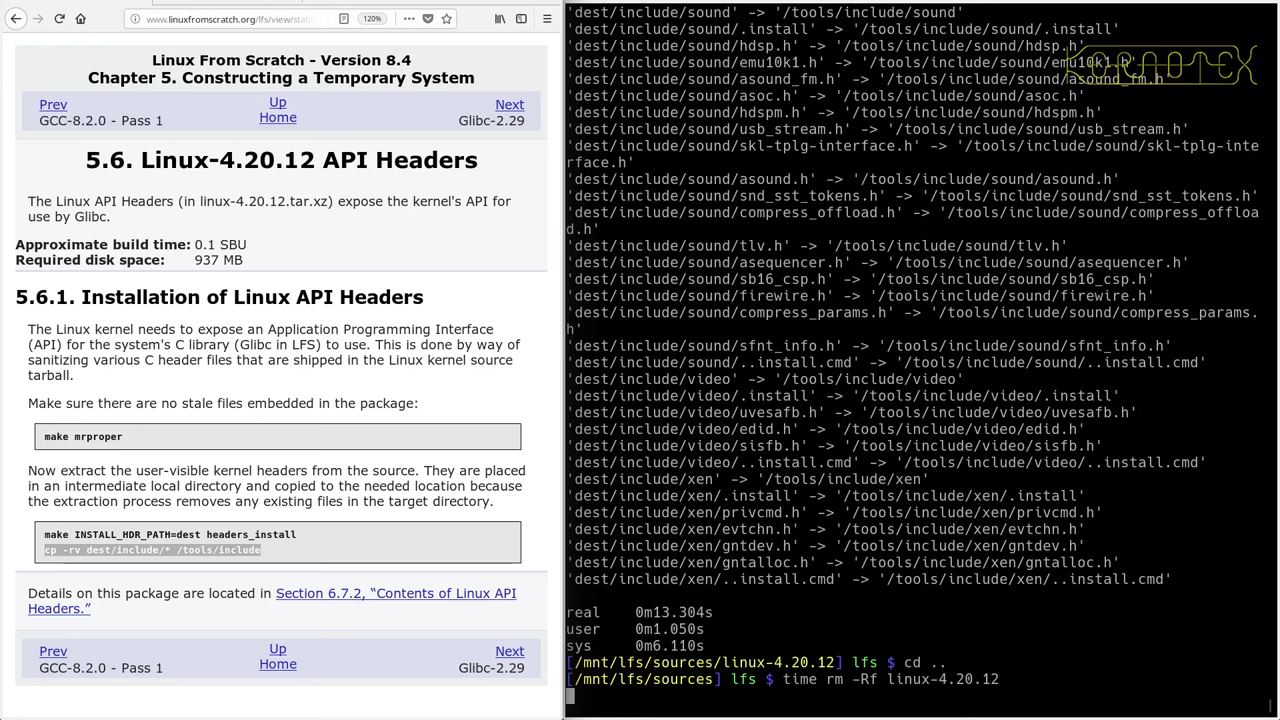 www.linuxfromscratch.org/lfs/view/stab
120%
Linux From Scratch - Version 8.4
Chapter 5. Constructing a Temporary System
Prev
Up
Next
GCC-8.2.0 - Pass 1
Home
Glibc-2.29
5.6. Linux-4.20.12 API Headers
The Linux API Headers (in linux-4.20.12.tar.xz) expose the kernel's API for
use by Glibc.
Approximate build time: 0.1 SBU
Required disk space: 937 MB
5.6.1. Installation of Linux API Headers
The Linux kernel needs to expose an Application Programming Interface
(API) for the system's C library (Glibc in LFS) to use. This is done by way of
sanitizing various C header files that are shipped in the Linux kernel source
tarball.
Make sure there are no stale files embedded in the package:
make mrproper
Now extract the user-visible kernel headers from the source. They are placed
in an intermediate local directory and copied to the needed location because
the extraction process removes any existing files in the target directory.
make INSTALL_HDR_PATH=dest headers_install
cp -rv dest/include/* /tools/include
Details on this package are located in Section 6.7.2, “Contents of Linux API
Headers.”
Prev
Up
Next
GCC-8.2.0 - Pass 1
Home
Glibc-2.29
'dest/include/sound' -> '/tools/include/sound'
'dest/include/sound/.install' -> '/tools/include/sound/.install'
'dest/include/sound/hdsp.h' -> '/tools/include/sound/hdsp.h'
'dest/include/sound/emu10k1.h' -> '/tools/include/sound/emu10k1.h'
'dest/include/sound/asound_fm.h' -> '/tools/include/sound/asound_fm.h'
'dest/include/sound/asoc.h' -> '/tools/include/sound/asoc.h'
'dest/include/sound/hdspm.h' -> '/tools/include/sound/hdspm.h'
'dest/include/sound/usb_stream.h' -> '/tools/include/sound/usb_stream.h'
'dest/include/sound/skl-tplg-interface.h' -> '/tools/include/sound/skl-tplg-inte
rface.h'
'dest/include/sound/asound.h' -> '/tools/include/sound/asound.h'
'dest/include/sound/snd_sst_tokens.h' -> '/tools/include/sound/snd_sst_tokens.h'
'dest/include/sound/compress_offload.h' -> '/tools/include/sound/compress_offloa
d.h'
'dest/include/sound/tlv.h' -> '/tools/include/sound/tlv.h'
'dest/include/sound/asequencer.h' -> '/tools/include/sound/asequencer.h'
'dest/include/sound/sb16_csp.h' -> '/tools/include/sound/sb16_csp.h'
'dest/include/sound/firewire.h' -> '/tools/include/sound/firewire.h'
'dest/include/sound/compress_params.h' -> '/tools/include/sound/compress_params.
h'
'dest/include/sound/sfnt_info.h' -> '/tools/include/sound/sfnt_info.h'
'dest/include/sound/..install.cmd' -> '/tools/include/sound/..install.cmd'
'dest/include/video' -> '/tools/include/video'
'dest/include/video/.install' -> '/tools/include/video/.install'
'dest/include/video/uvesafb.h' -> '/tools/include/video/uvesafb.h'
'dest/include/video/edid.h' -> '/tools/include/video/edid.h'
'dest/include/video/sisfb.h' -> '/tools/include/video/sisfb.h'
'dest/include/video/..install.cmd' -> '/tools/include/video/..install.cmd'
'dest/include/xen' -> '/tools/include/xen'
'dest/include/xen/.install' -> '/tools/include/xen/.install'
'dest/include/xen/privcmd.h' -> '/tools/include/xen/privcmd.h'
'dest/include/xen/evtchn.h' -> '/tools/include/xen/evtchn.h'
'dest/include/xen/gntdev.h' -> '/tools/include/xen/gntdev.h'
'dest/include/xen/gntalloc.h' -> '/tools/include/xen/gntalloc.h'
'dest/include/xen/..install.cmd' -> '/tools/include/xen/..install.cmd'
real 0m13.304s
user 0m1.050s
sys 0m6.110s
[/mnt/lfs/sources/linux-4.20.12] lfs $ cd ..
[/mnt/lfs/sources] lfs $ time rm -Rf linux-4.20.12